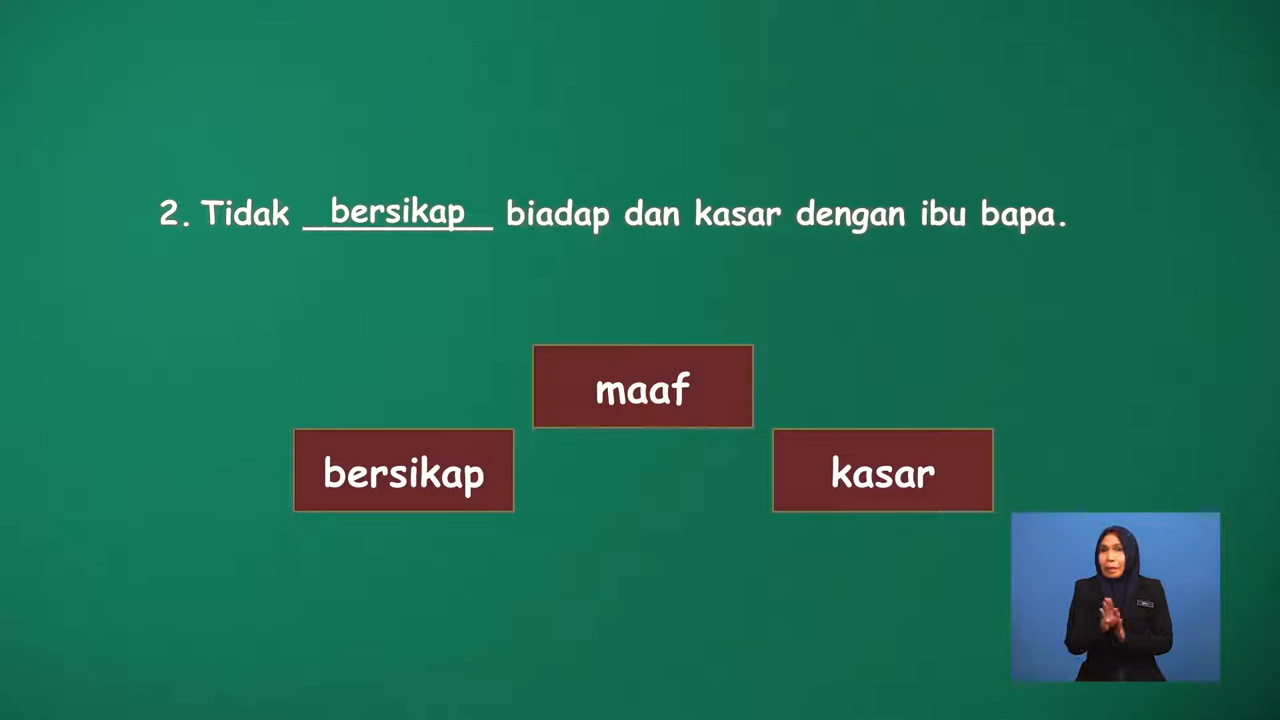 2. Tidak bersikap biadap dan kasar dengan ibu bapa.
maaf
bersikap
kasar